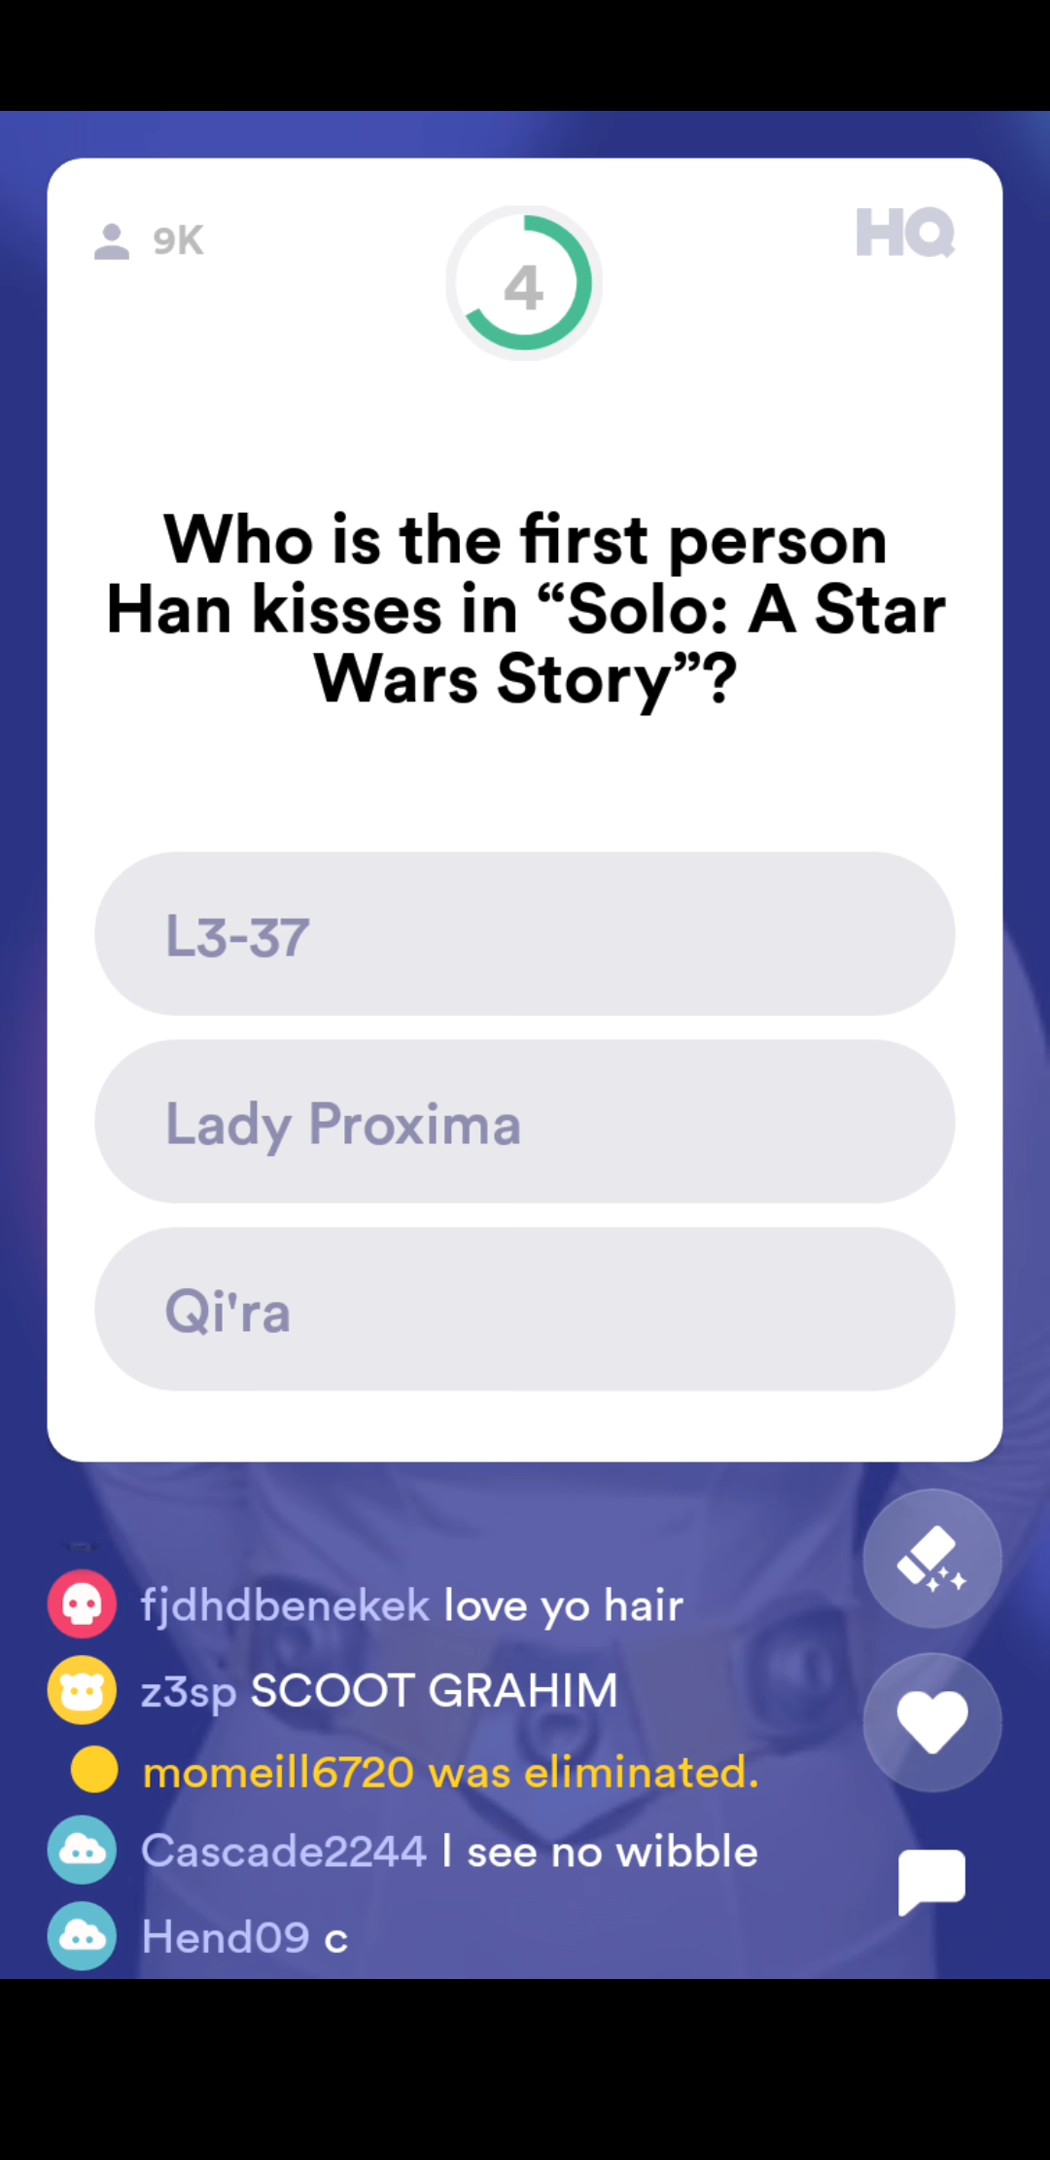 9K
4
HQ
Who is the first person
Han kisses in “Solo: A Star
Wars Story”?
L3-37
Lady Proxima
Qi'ra
fjdhdbenekek love yo hair
z3sp SCOOT GRAHIM
momeill6720 was eliminated.
Cascade2244 I see no wibble
Hend09 c